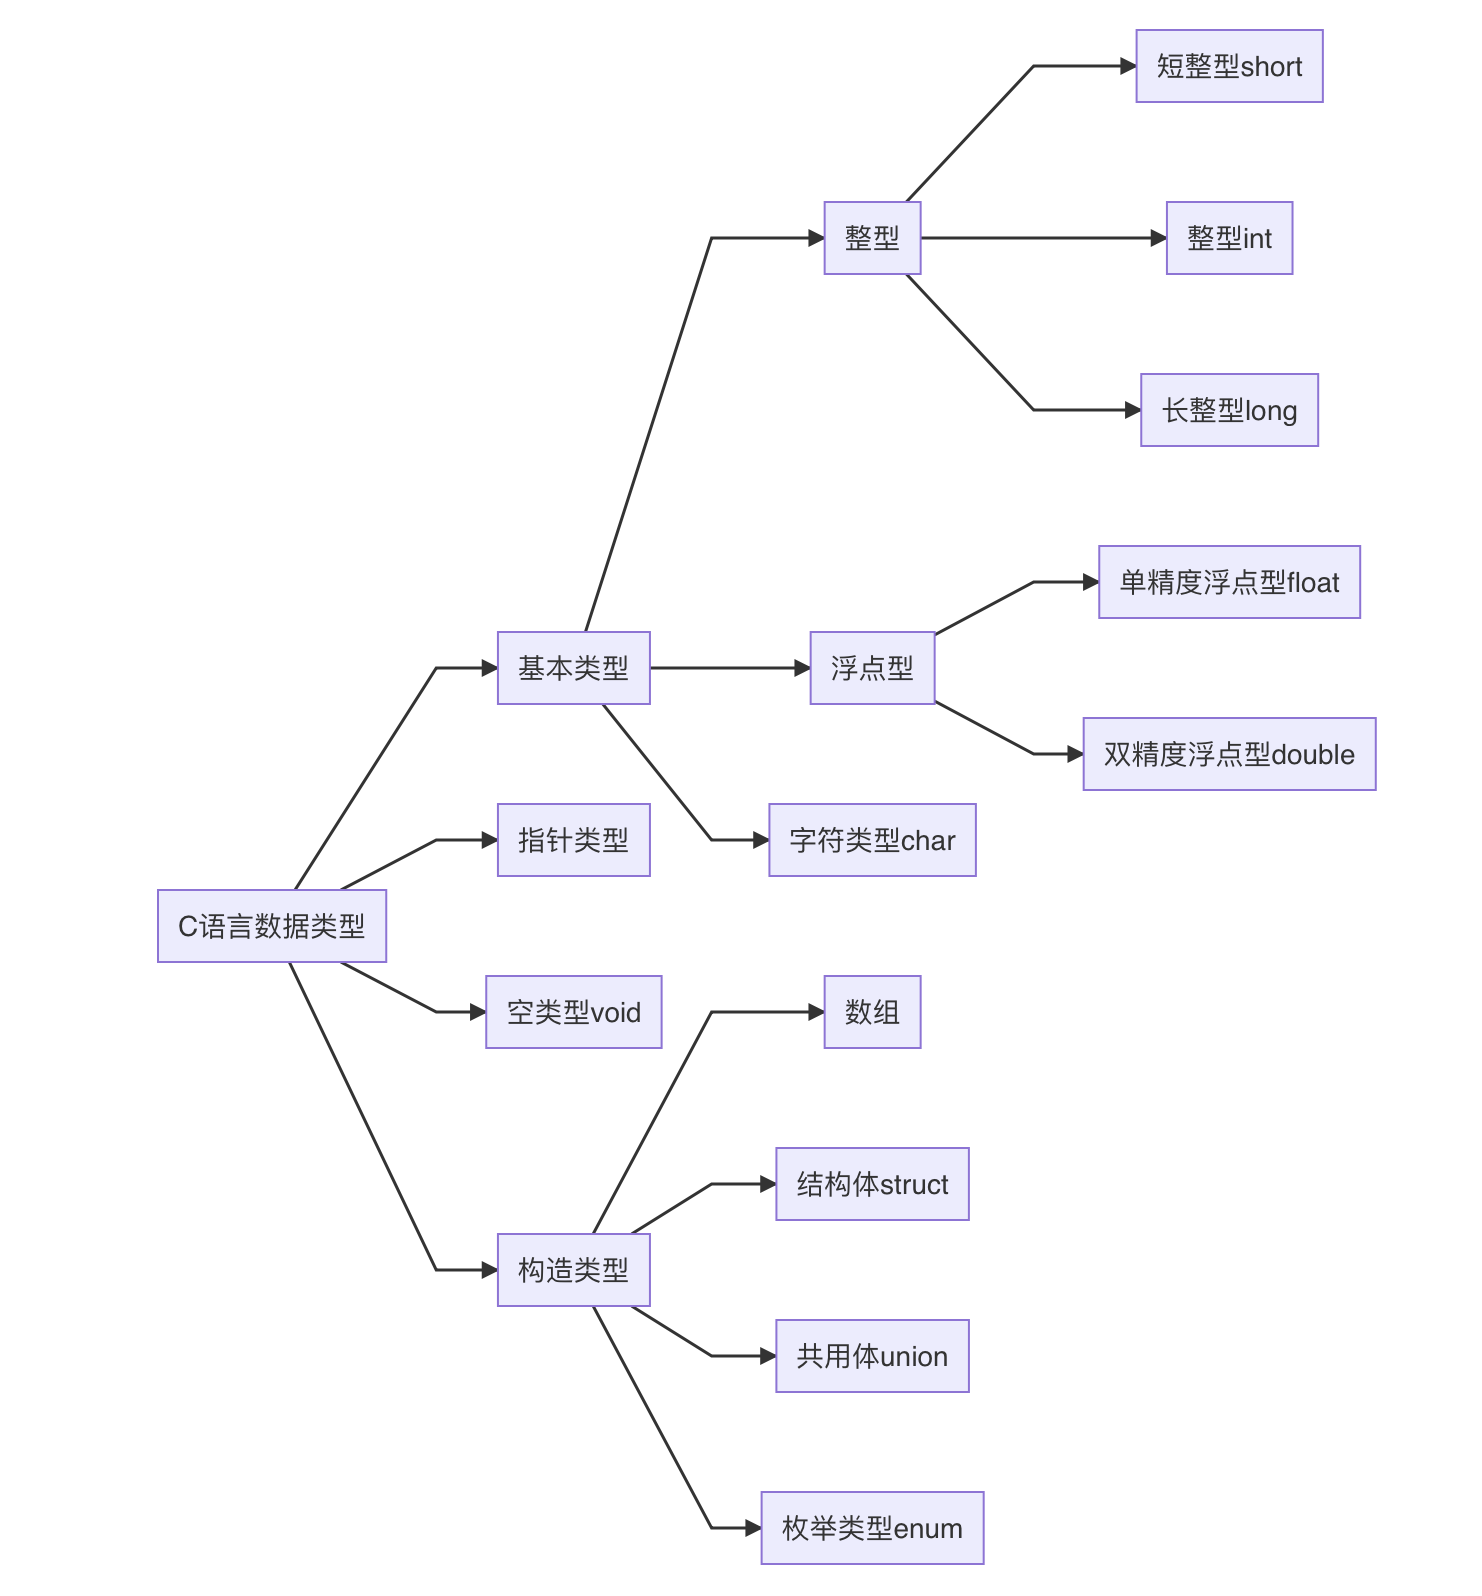 短整型short
整型
整型int
长整型long
单精度浮点型float
基本类型
浮点型
双精度浮点型double
指针类型
字符类型char
C语言数据类型
空类型void
数组
结构体struct
构造类型
共用体union
枚举类型enum